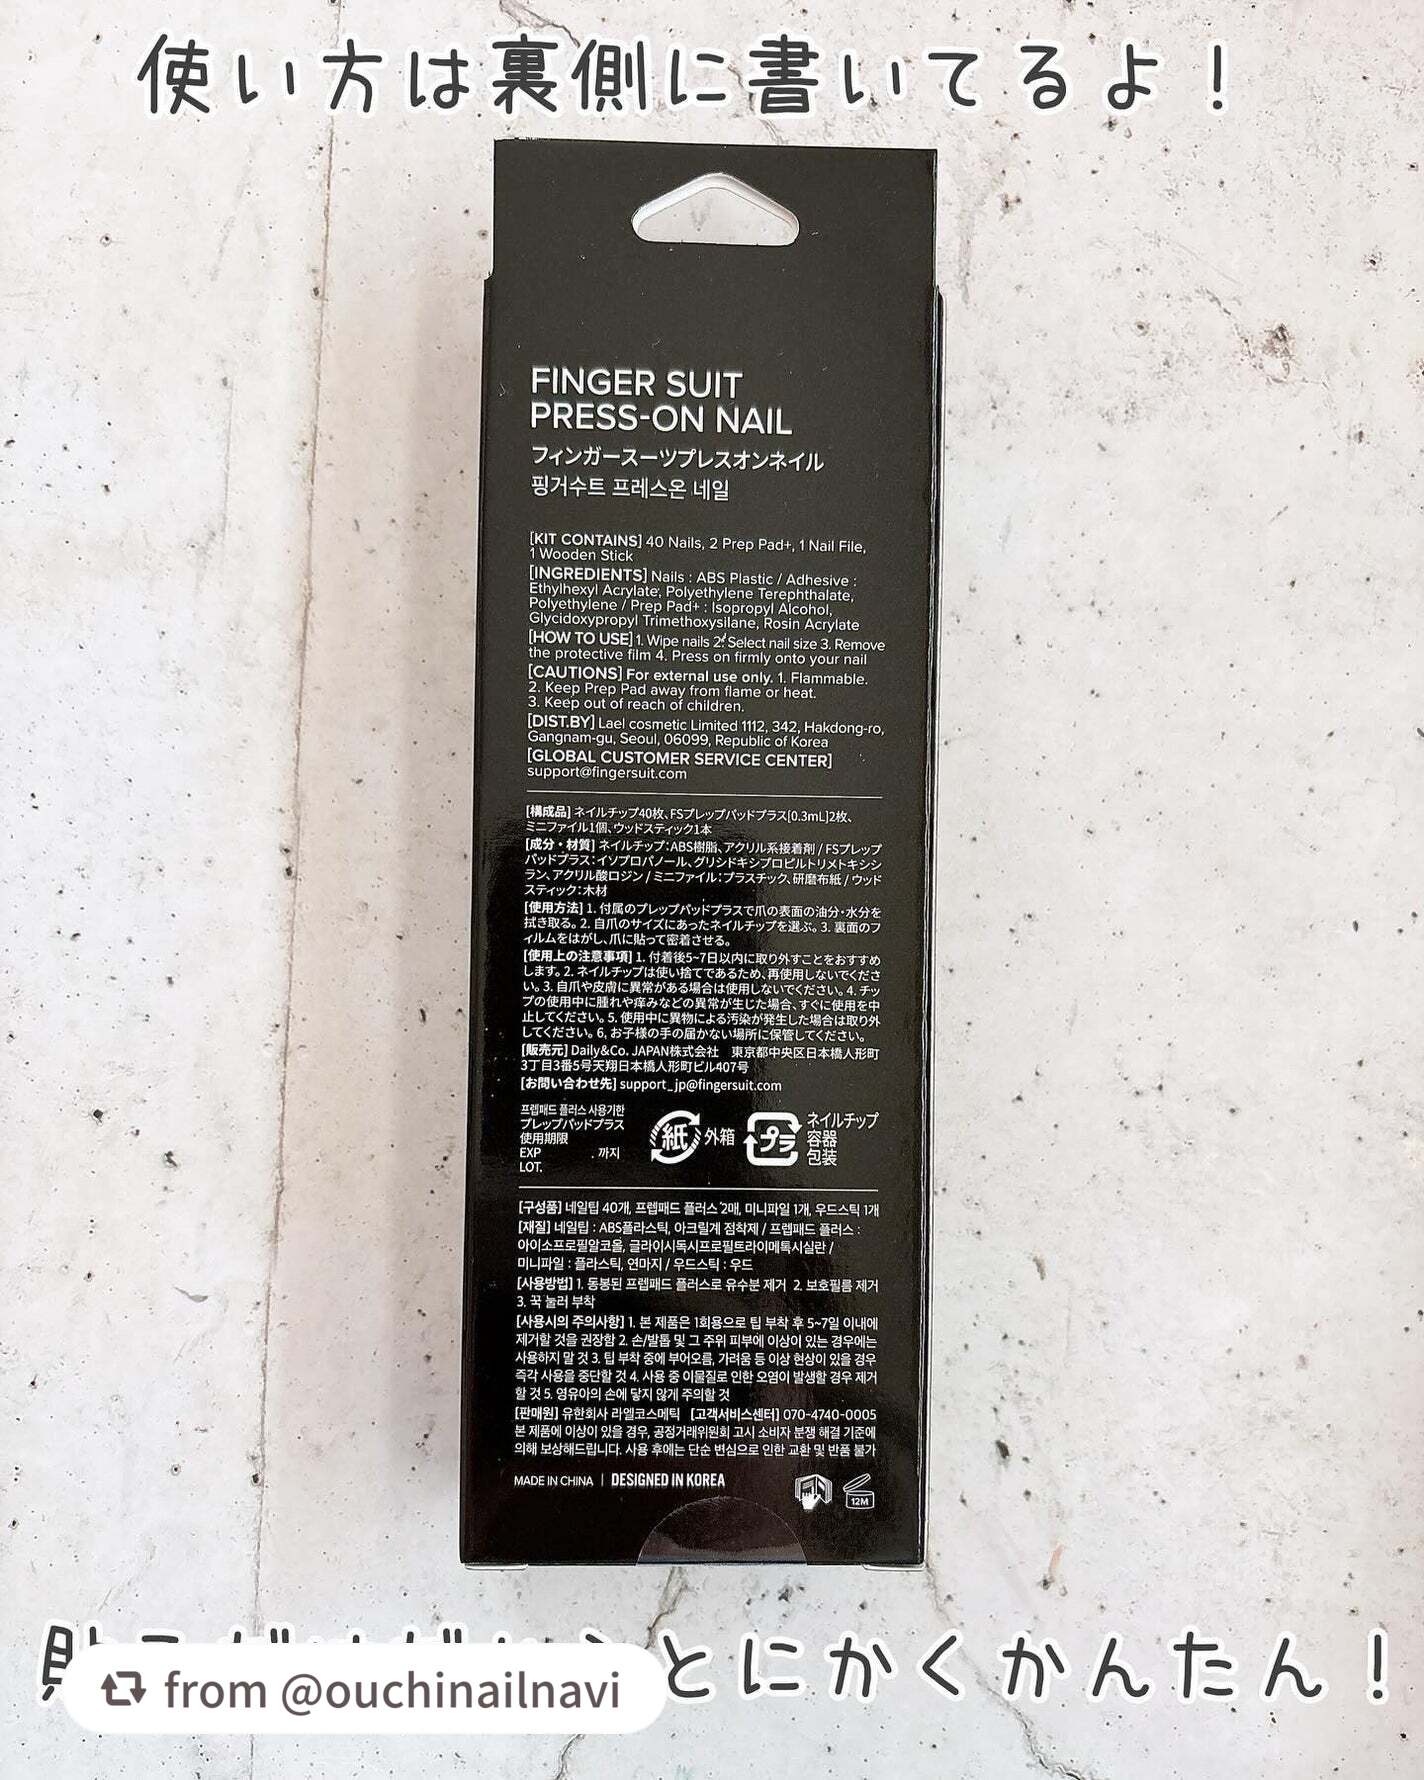 使い方は裏側に書いてるよ！
FINGER SUIT
PRESS-ON NAIL
フィンガースーツプレスオンネイル
핑거수트 프레스온 네일
[KIT CONTAINS] 40 Nails, 2 Prep Pad+, 1 Nail File,
1 Wooden Stick
[INGREDIENTS] Nails : ABS Plastic / Adhesive :
Ethylhexyl Acrylate, Polyethylene Terephthalate,
Polyethylene / Prep Pad+ : Isopropyl Alcohol,
Glycidoxypropyl Trimethoxysilane, Rosin Acrylate
[HOW TO USE] 1. Wipe nails 2. Select nail size 3. Remove
the protective film 4. Press on firmly onto your nail
[CAUTIONS] For external use only. 1. Flammable.
2. Keep Prep Pad away from flame or heat.
3. Keep out of reach of children.
[DIST.BY] Lael cosmetic Limited 1112, 342, Hakdong-ro,
Gangnam-gu, Seoul, 06099, Republic of Korea
[GLOBAL CUSTOMER SERVICE CENTER]
support@fingersuit.com
[構成品] ネイルチップ40枚、FSプレップパッドプラス[0.3mL]2枚、
ミニファイル1個、ウッドスティック1本
[成分・材質] ネイルチップ：ABS樹脂、アクリル系接着剤 / FSプレップ
パッドプラス：イソプロパノール、グリシドキシプロピルトリメトキシシ
ラン、アクリル酸ロジン / ミニファイル：プラスチック、研磨布紙 / ウッド
スティック：木材
[使用方法] 1. 付属のプレップパッドプラスで爪の表面の油分・水分を
拭き取る。2. 自爪のサイズにあったネイルチップを選ぶ。3. 裏面のフ
ィルムをはがし、爪に貼って密着させる。
[使用上の注意事項] 1. 付着後5~7日以内に取り外すことをおすすめ
します。2. ネイルチップは使い捨てであるため、再使用しないでくださ
い。3. 自爪や皮膚に異常がある場合は使用しないでください。4. チッ
プの使用中に腫れや痒みなどの異常が生じた場合、すぐに使用を中
止してください。5. 使用中に異物による汚染が発生した場合は取り外
してください。6. お子様の手の届かない場所に保管してください。
[販売元] Daily&Co. JAPAN株式会社 東京都中央区日本橋人形町
3丁目3番5号天翔日本橋人形町ビル407号
[お問い合わせ先] support_jp@fingersuit.com
프렙패드 플러스 사용기한
プレップパッドプラス
使用期限
EXP . 까지
LOT.
紙 外箱
プラ ネイルチップ
容器
包装
[구성품] 네일팁 40개, 프렙패드 플러스 2매, 미니파일 1개, 우드스틱 1개
[재질] 네일팁 : ABS플라스틱, 아크릴계 점착제 / 프렙패드 플러스 :
아이소프로필알코올, 글라이시독시프로필트라이메톡시실란 /
미니파일 : 플라스틱, 연마지 / 우드스틱 : 우드
[사용방법] 1. 동봉된 프렙패드 플러스로 유수분 제거 2. 보호필름 제거
3. 꾹 눌러 부착
[사용시의 주의사항] 1. 본 제품은 1회용으로 팁 부착 후 5~7일 이내에
제거할 것을 권장함 2. 손/발톱 및 그 주위 피부에 이상이 있는 경우에는
사용하지 말 것 3. 팁 부착 중에 부어오름, 가려움 등 이상 현상이 있을 경우
즉각 사용을 중단할 것 4. 사용 중 이물질로 인한 오염이 발생할 경우 제거
할 것 5. 영유아의 손에 닿지 않게 주의할 것
[판매원] 유한회사 라엘코스메틱 [고객서비스센터] 070-4740-0005
본 제품에 이상이 있을 경우, 공정거래위원회 고시 소비자 분쟁 해결 기준에
의해 보상해드립니다. 사용 후에는 단순 변심으로 인한 교환 및 반품 불가
MADE IN CHINA | DESIGNED IN KOREA
12M
とにかくかんたん！
from @ouchinailnavi